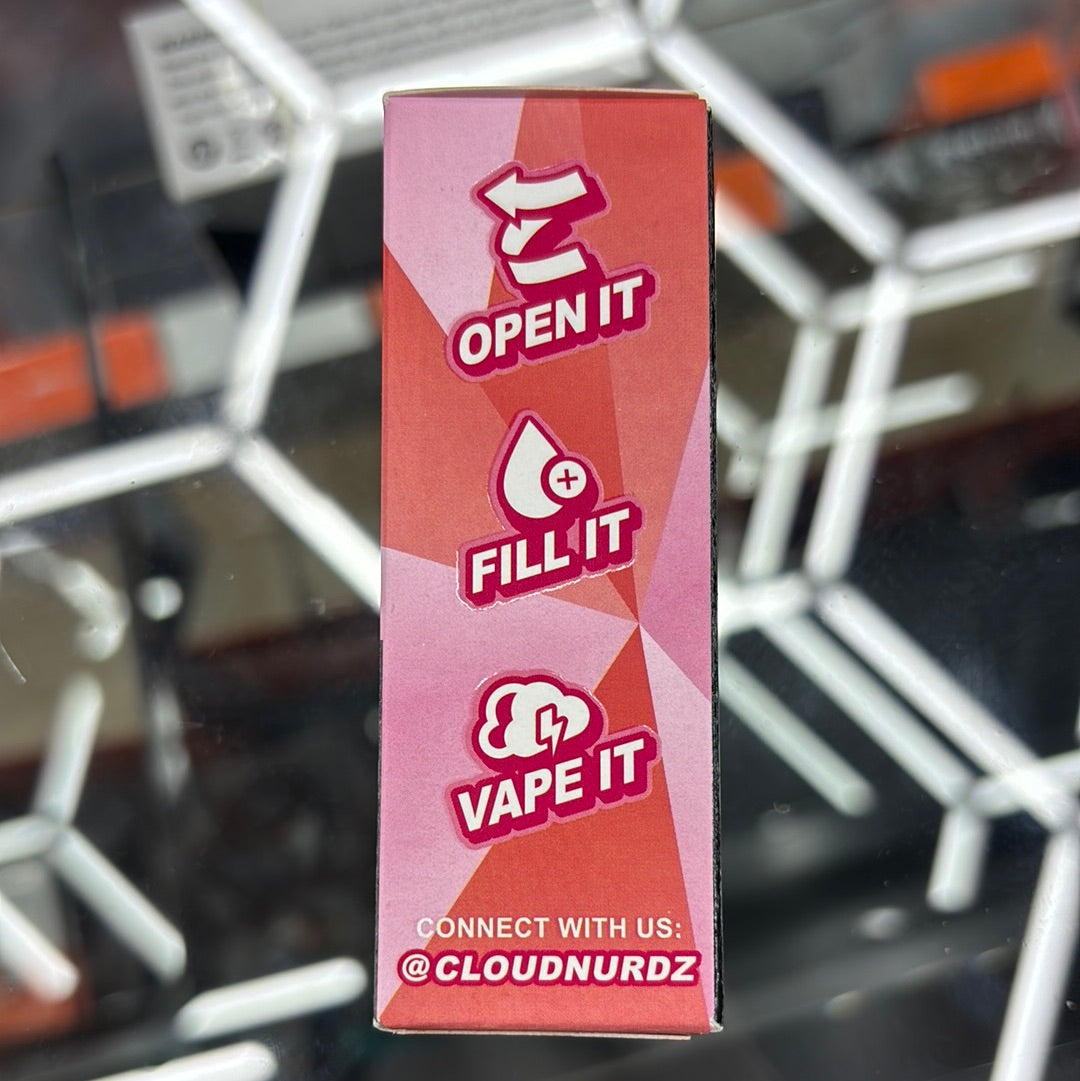 OPEN IT
FILL IT
VAPE IT
CONNECT WITH US:
@CLOUDNURDZ